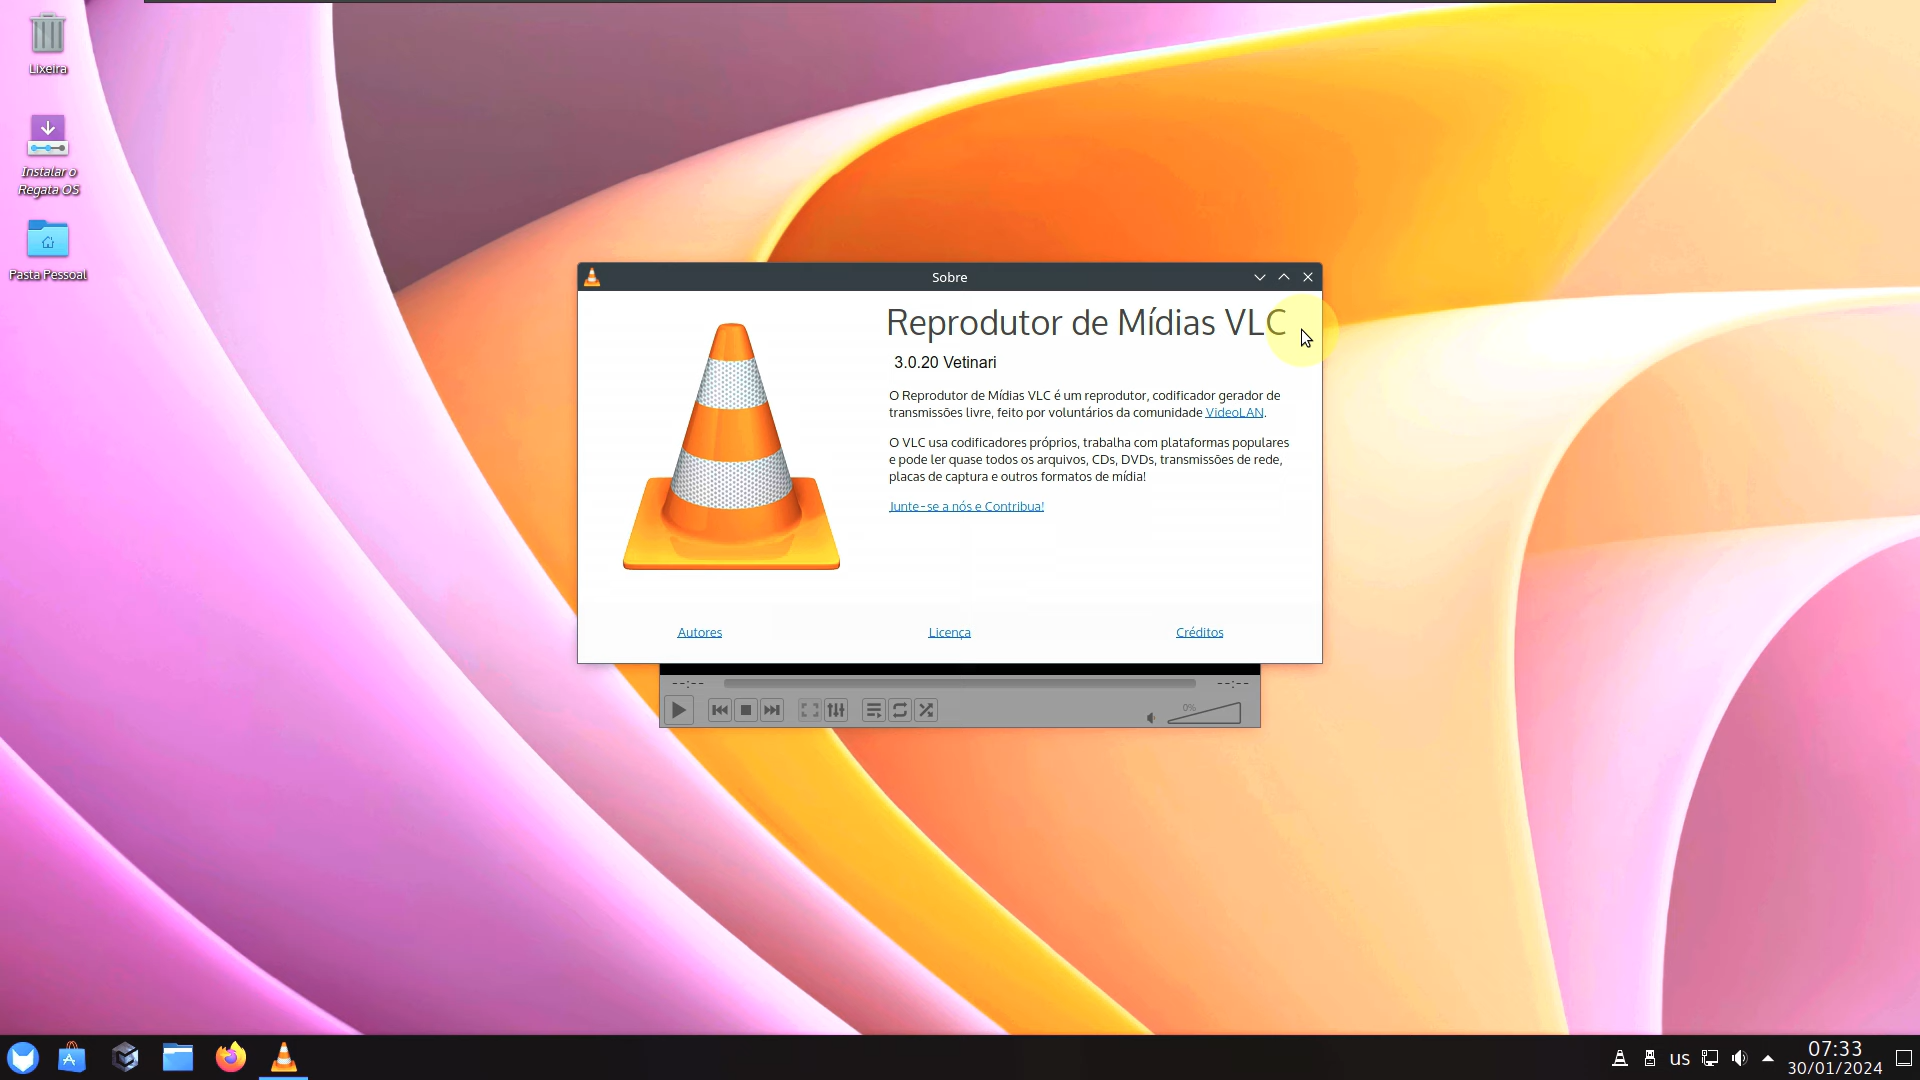 Lixeira
Instalar o
Regata OS
Pasta Pessoal
Sobre
Reprodutor de Mídias VLC
3.0.20 Vetinari
O Reprodutor de Mídias VLC é um reprodutor, codificador gerador de
transmissões livre, feito por voluntários da comunidade VideoLAN.
O VLC usa codificadores próprios, trabalha com plataformas populares
e pode ler quase todos os arquivos, CDs, DVDs, transmissões de rede,
placas de captura e outros formatos de mídia!
Junte-se a nós e Contribua!
Autores
Licença
Créditos
--:--
--:--
0%
us
07:33
30/01/2024